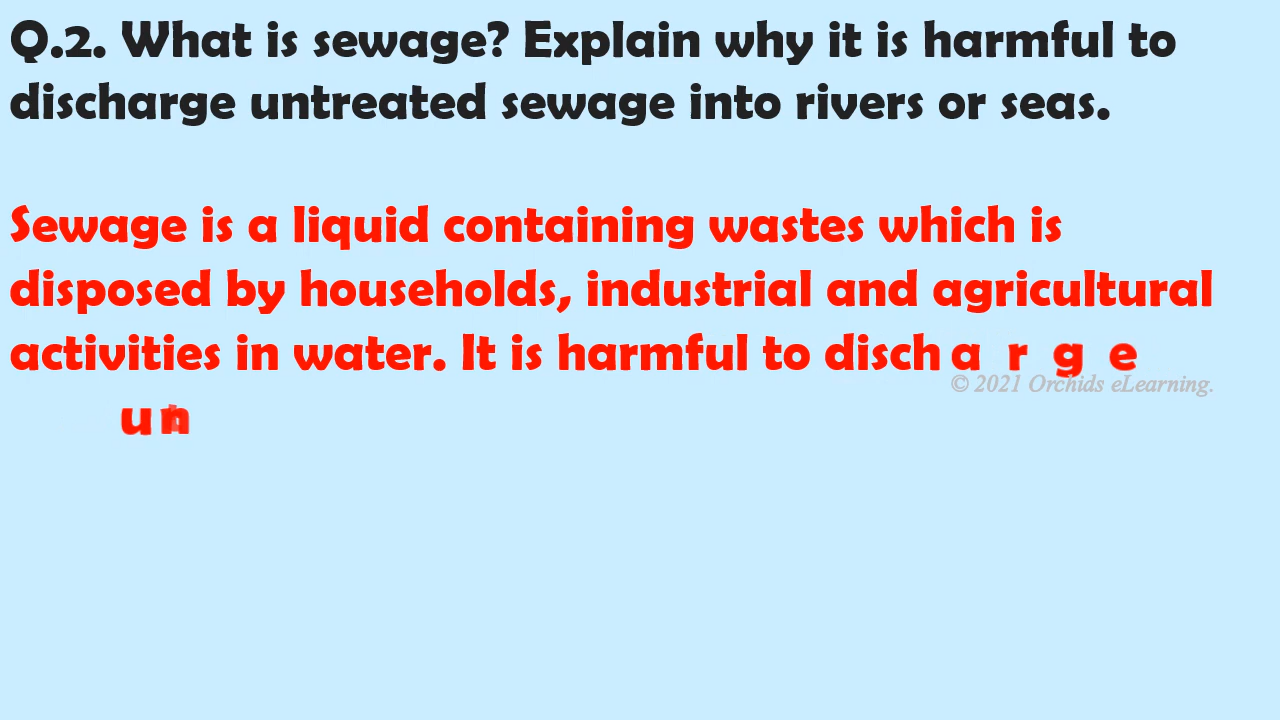 Q.2. What is sewage? Explain why it is harmful to
discharge untreated sewage into rivers or seas.
Sewage is a liquid containing wastes which is
disposed by households, industrial and agricultural
activities in water. It is harmful to discharge
© 2021 Orchids eLearning.
un